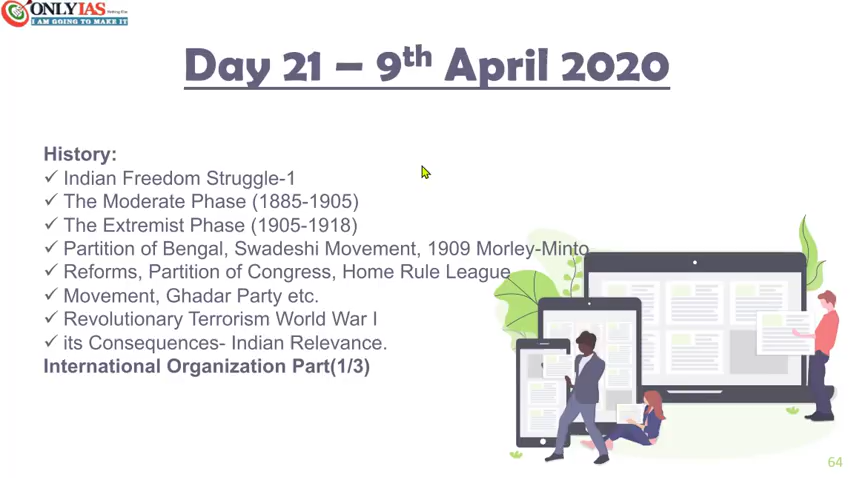 ONLYIAS
I AM GOING TO MAKE IT
Day 21 – 9th April 2020
History:
✓ Indian Freedom Struggle-1
✓ The Moderate Phase (1885-1905)
✓ The Extremist Phase (1905-1918)
✓ Partition of Bengal, Swadeshi Movement, 1909 Morley-Minto
✓ Reforms, Partition of Congress, Home Rule League
✓ Movement, Ghadar Party etc.
✓ Revolutionary Terrorism World War I
✓ its Consequences- Indian Relevance.
International Organization Part(1/3)
64